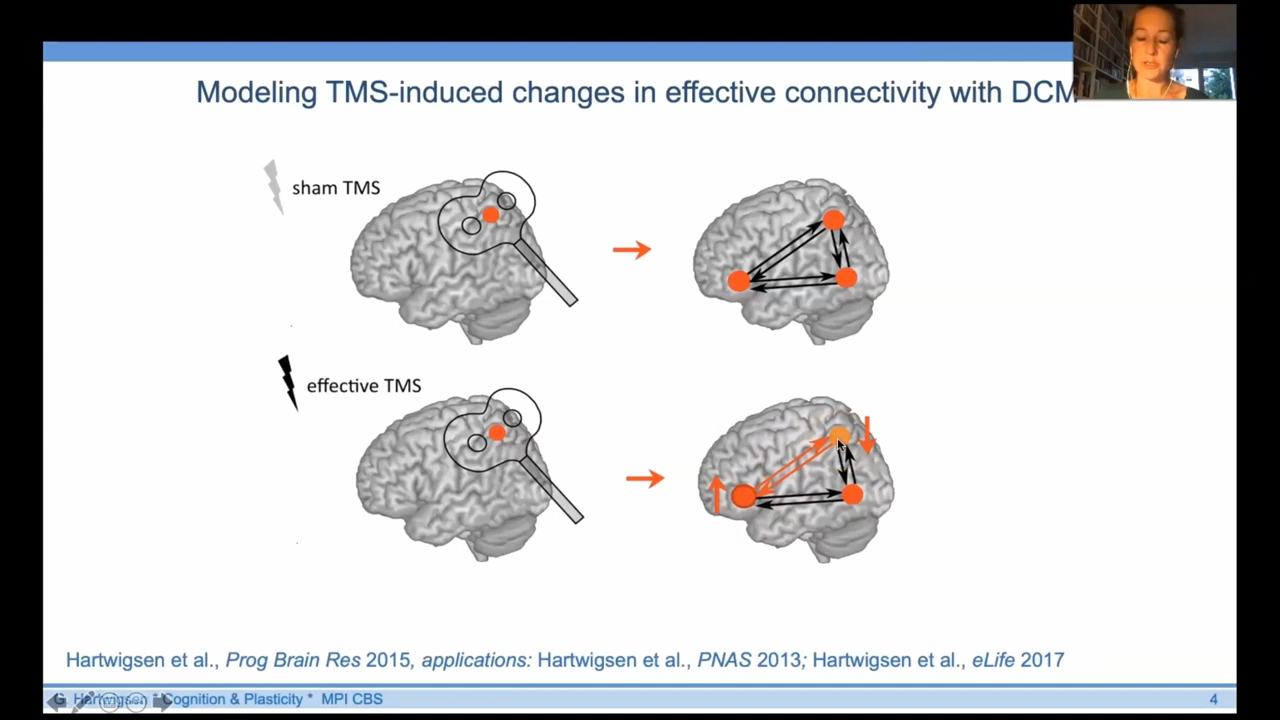 Modeling TMS-induced changes in effective connectivity with DCM
sham TMS
effective TMS
Hartwigsen et al., Prog Brain Res 2015, applications: Hartwigsen et al., PNAS 2013; Hartwigsen et al., eLife 2017
G Hartwigsen * Cognition & Plasticity * MPI CBS
4